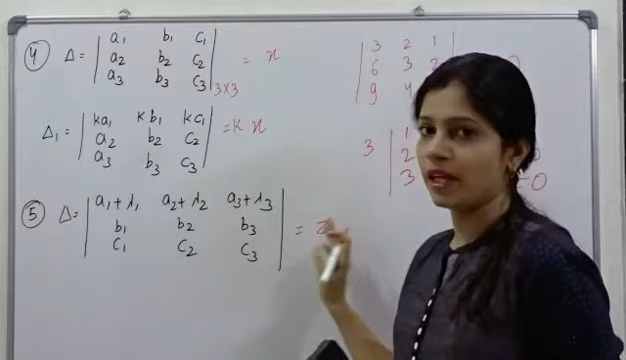 ④ Δ = | a₁ b₁ c₁ |
| a₂ b₂ c₂ | = x
| a₃ b₃ c₃ | 3×3
Δ₁ = | ka₁ kb₁ kc₁ |
| a₂ b₂ c₂ | = K x
| a₃ b₃ c₃ |
⑤ Δ = | a₁+λ₁ a₂+λ₂ a₃+λ₃ |
| b₁ b₂ b₃ | =
| c₁ c₂ c₃ |
| 3 2 1 |
| 6 3
| 9 4
3 | 1
| 2
| 3 = 0